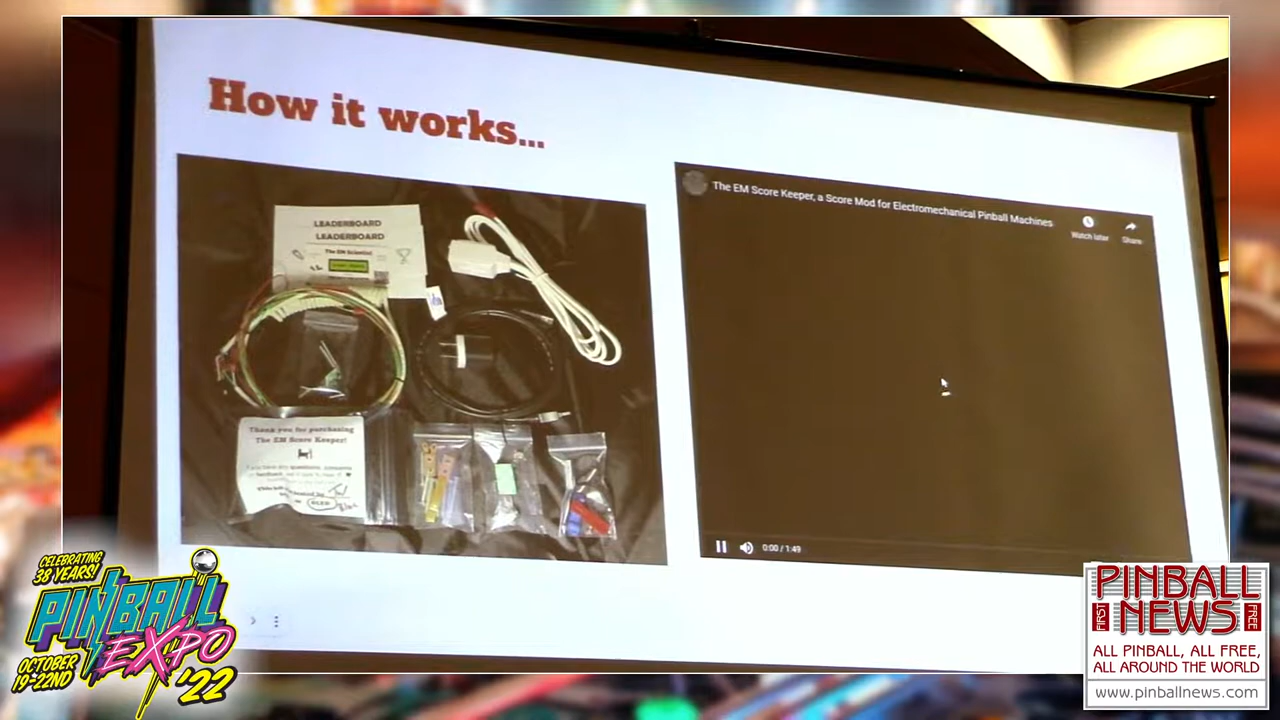 How it works...
LEADERBOARD
LEADERBOARD
The EM Scientist
Thank you for purchasing
The EM Score Keeper!
The EM Score Keeper, a Score Mod for Electromechanical Pinball Machines
Watch later
Share
0:00 / 1:49
CELEBRATING
38 YEARS!
PINBALL
EXPO
OCTOBER
19-22ND
'22
PINBALL
FIRST NEWS FREE
ALL PINBALL, ALL FREE,
ALL AROUND THE WORLD
www.pinballnews.com